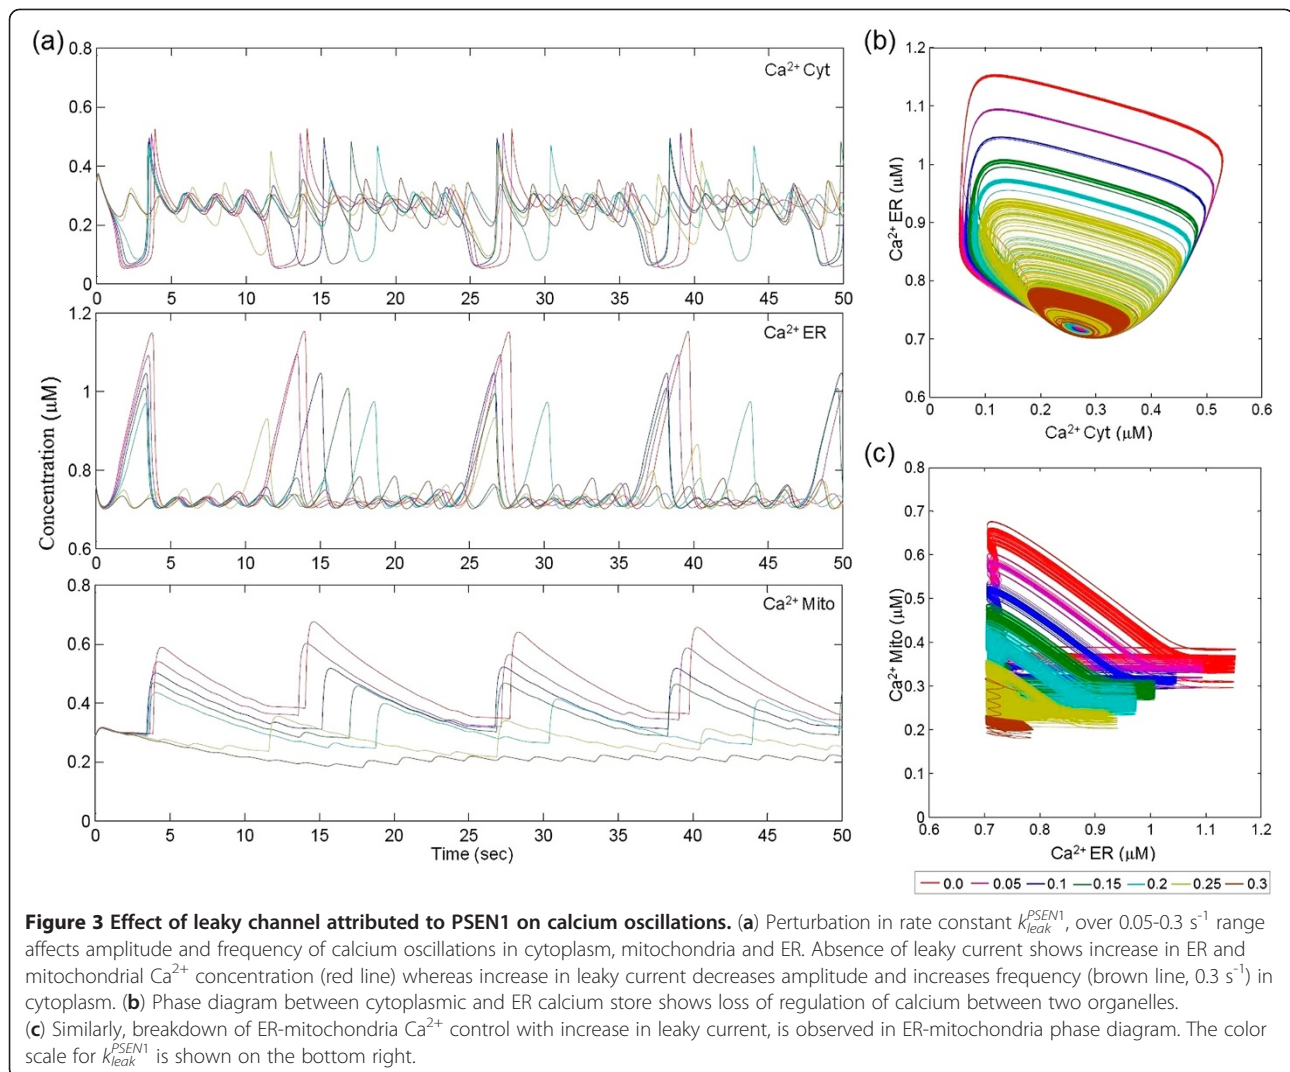 (a)
0.8
Ca²⁺ Cyt
0.6
0.4
0.2
0
0 5 10 15 20 25 30 35 40 45 50
1.2
Ca²⁺ ER
1
0.8
0.6
0 5 10 15 20 25 30 35 40 45 50
Concentration (μM)
0.8
Ca²⁺ Mito
0.6
0.4
0.2
0
0 5 10 15 20 25 30 35 40 45 50
Time (sec)
(b)
1.2
1.1
1
0.9
0.8
0.7
0.6
Ca²⁺ ER (μM)
0 0.1 0.2 0.3 0.4 0.5 0.6
Ca²⁺ Cyt (μM)
(c)
0.8
0.7
0.6
0.5
0.4
0.3
0.2
0.1
0
Ca²⁺ Mito (μM)
0.6 0.7 0.8 0.9 1 1.1 1.2
Ca²⁺ ER (μM)
0.0 0.05 0.1 0.15 0.2 0.25 0.3
Figure 3 Effect of leaky channel attributed to PSEN1 on calcium oscillations. (a) Perturbation in rate constant k_leak^PSEN1, over 0.05-0.3 s⁻¹ range
affects amplitude and frequency of calcium oscillations in cytoplasm, mitochondria and ER. Absence of leaky current shows increase in ER and
mitochondrial Ca²⁺ concentration (red line) whereas increase in leaky current decreases amplitude and increases frequency (brown line, 0.3 s⁻¹) in
cytoplasm. (b) Phase diagram between cytoplasmic and ER calcium store shows loss of regulation of calcium between two organelles.
(c) Similarly, breakdown of ER-mitochondria Ca²⁺ control with increase in leaky current, is observed in ER-mitochondria phase diagram. The color
scale for k_leak^PSEN1 is shown on the bottom right.